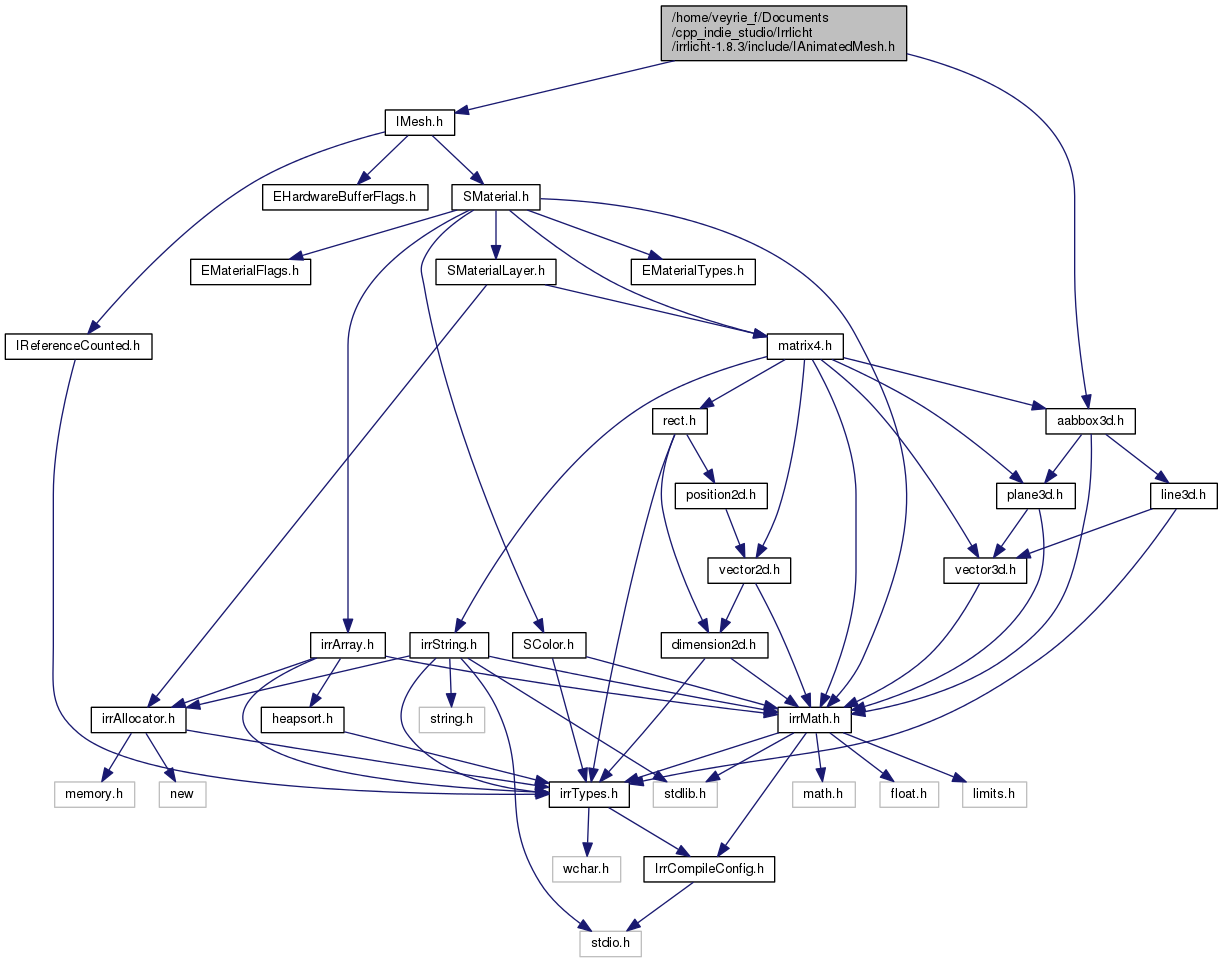 /home/veyrie_f/Documents
/cpp_indie_studio/Irrlicht
/irrlicht-1.8.3/include/IAnimatedMesh.h
IMesh.h
EHardwareBufferFlags.h
SMaterial.h
EMaterialFlags.h
SMaterialLayer.h
EMaterialTypes.h
IReferenceCounted.h
matrix4.h
rect.h
aabbox3d.h
position2d.h
plane3d.h
line3d.h
vector2d.h
vector3d.h
irrArray.h
irrString.h
SColor.h
dimension2d.h
irrAllocator.h
heapsort.h
string.h
irrMath.h
memory.h
new
irrTypes.h
stdlib.h
math.h
float.h
limits.h
wchar.h
IrrCompileConfig.h
stdio.h